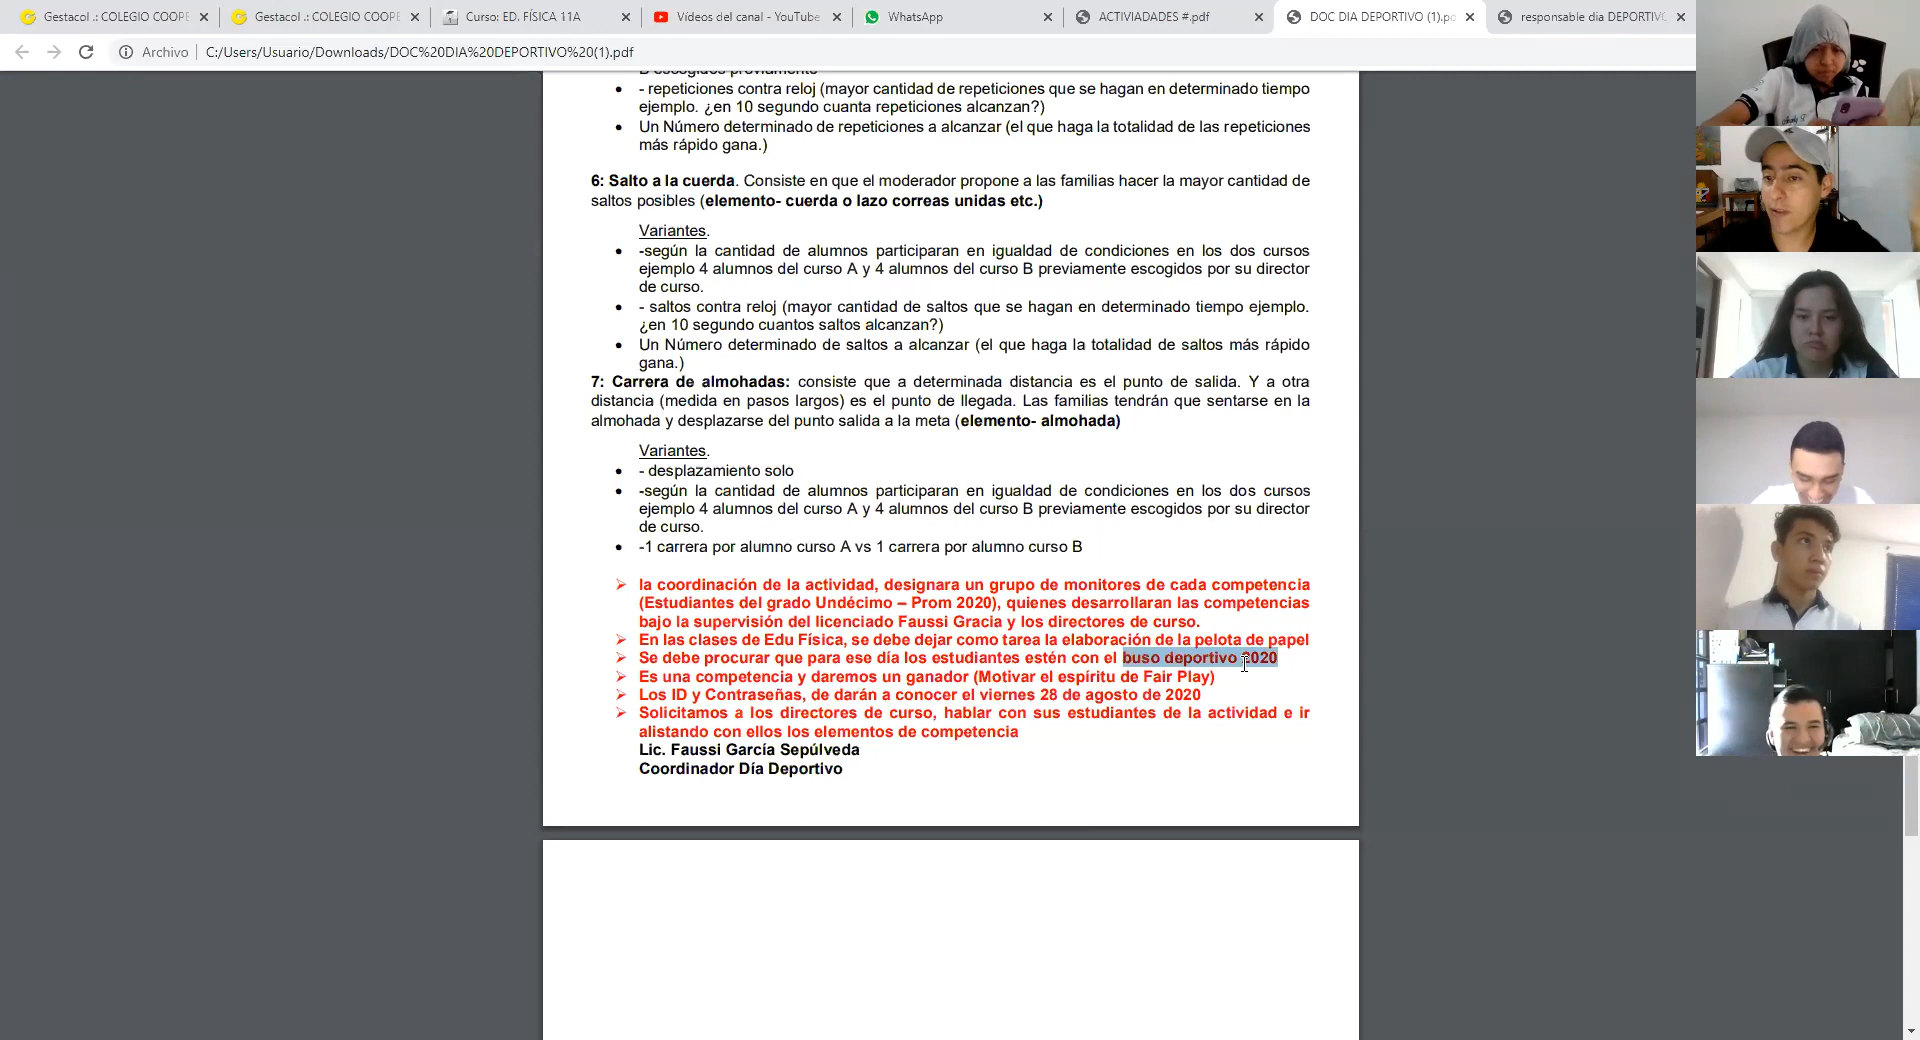 Gestacol .: COLEGIO COOPE
Gestacol .: COLEGIO COOPE
Curso: ED. FÍSICA 11A
Vídeos del canal - YouTube
WhatsApp
ACTIVIADADES #.pdf
DOC DIA DEPORTIVO (1).pd
responsable dia DEPORTIVO
Archivo
C:/Users/Usuario/Downloads/DOC%20DIA%20DEPORTIVO%20(1).pdf
B escogidos previamente
- repeticiones contra reloj (mayor cantidad de repeticiones que se hagan en determinado tiempo
ejemplo. ¿en 10 segundo cuanta repeticiones alcanzan?)
Un Número determinado de repeticiones a alcanzar (el que haga la totalidad de las repeticiones
más rápido gana.)
6: Salto a la cuerda. Consiste en que el moderador propone a las familias hacer la mayor cantidad de
saltos posibles (elemento- cuerda o lazo correas unidas etc.)
Variantes.
-según la cantidad de alumnos participaran en igualdad de condiciones en los dos cursos
ejemplo 4 alumnos del curso A y 4 alumnos del curso B previamente escogidos por su director
de curso.
- saltos contra reloj (mayor cantidad de saltos que se hagan en determinado tiempo ejemplo.
¿en 10 segundo cuantos saltos alcanzan?)
Un Número determinado de saltos a alcanzar (el que haga la totalidad de saltos más rápido
gana.)
7: Carrera de almohadas: consiste que a determinada distancia es el punto de salida. Y a otra
distancia (medida en pasos largos) es el punto de llegada. Las familias tendrán que sentarse en la
almohada y desplazarse del punto salida a la meta (elemento- almohada)
Variantes.
- desplazamiento solo
-según la cantidad de alumnos participaran en igualdad de condiciones en los dos cursos
ejemplo 4 alumnos del curso A y 4 alumnos del curso B previamente escogidos por su director
de curso.
-1 carrera por alumno curso A vs 1 carrera por alumno curso B
la coordinación de la actividad, designara un grupo de monitores de cada competencia
(Estudiantes del grado Undécimo – Prom 2020), quienes desarrollaran las competencias
bajo la supervisión del licenciado Faussi Gracia y los directores de curso.
En las clases de Edu Física, se debe dejar como tarea la elaboración de la pelota de papel
Se debe procurar que para ese día los estudiantes estén con el buso deportivo 2020
Es una competencia y daremos un ganador (Motivar el espíritu de Fair Play)
Los ID y Contraseñas, de darán a conocer el viernes 28 de agosto de 2020
Solicitamos a los directores de curso, hablar con sus estudiantes de la actividad e ir
alistando con ellos los elementos de competencia
Lic. Faussi García Sepúlveda
Coordinador Día Deportivo